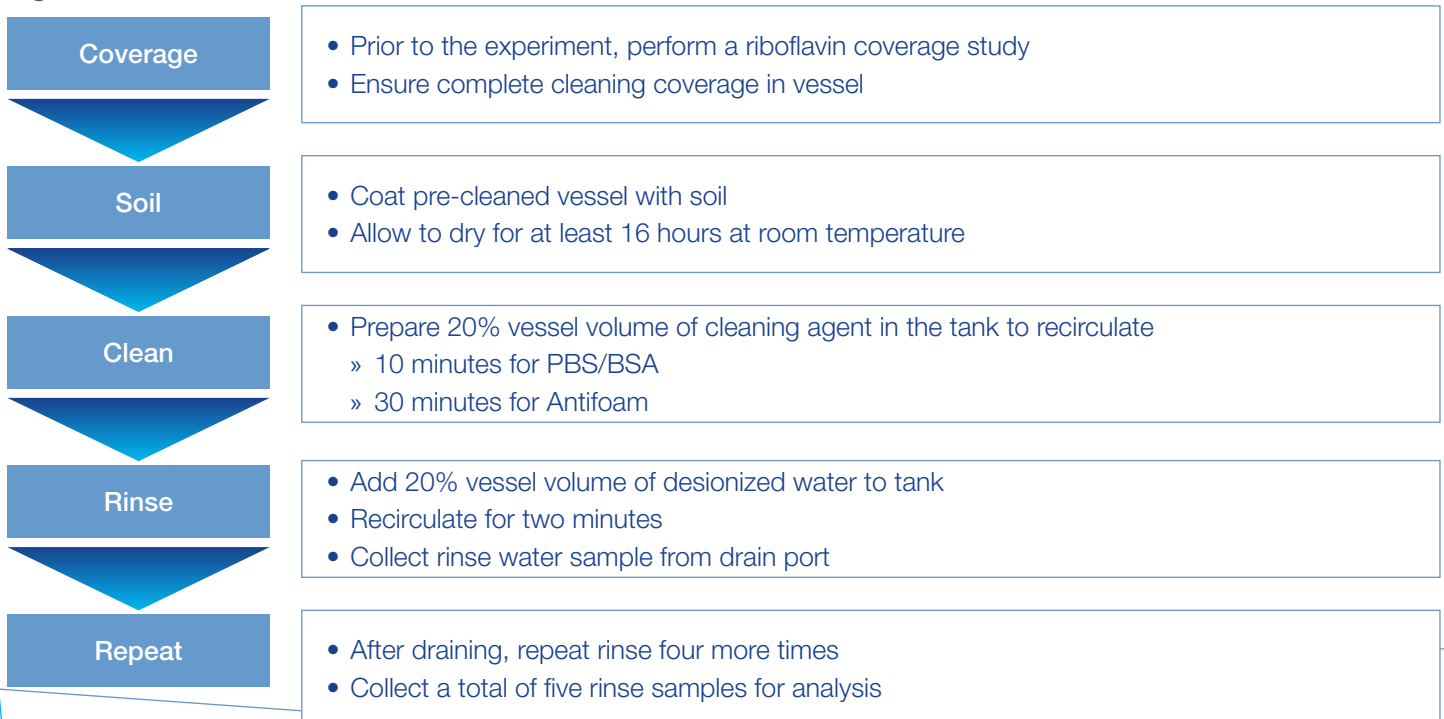 Coverage
• Prior to the experiment, perform a riboflavin coverage study
• Ensure complete cleaning coverage in vessel
Soil
• Coat pre-cleaned vessel with soil
• Allow to dry for at least 16 hours at room temperature
Clean
• Prepare 20% vessel volume of cleaning agent in the tank to recirculate
» 10 minutes for PBS/BSA
» 30 minutes for Antifoam
Rinse
• Add 20% vessel volume of desionized water to tank
• Recirculate for two minutes
• Collect rinse water sample from drain port
Repeat
• After draining, repeat rinse four more times
• Collect a total of five rinse samples for analysis